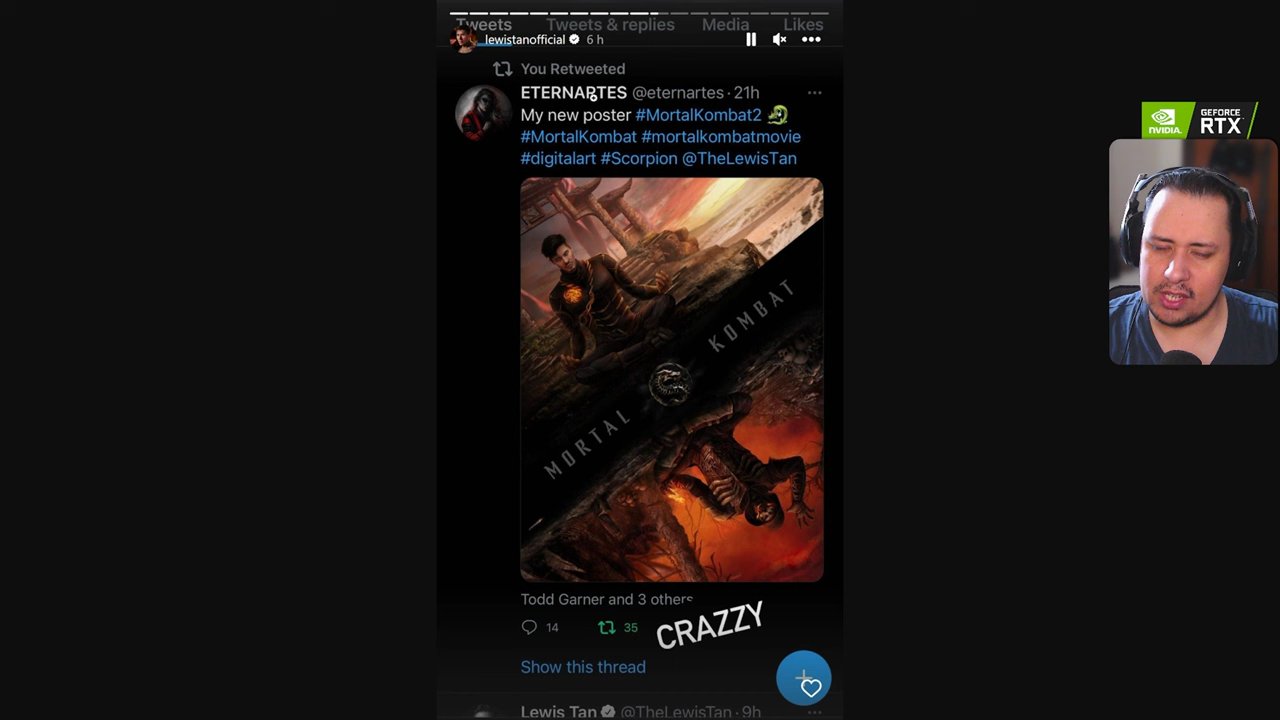 Tweets Tweets & replies Media Likes
lewistanofficial 6 h
You Retweeted
ETERNARTES @eternartes · 21h
My new poster #MortalKombat2
#MortalKombat #mortalkombatmovie
#digitalart #Scorpion @TheLewisTan
MORTAL KOMBAT
Todd Garner and 3 others
14 35
CRAZZY
Show this thread
Lewis Tan @TheLewisTan · 9h
NVIDIA.
GEFORCE
RTX